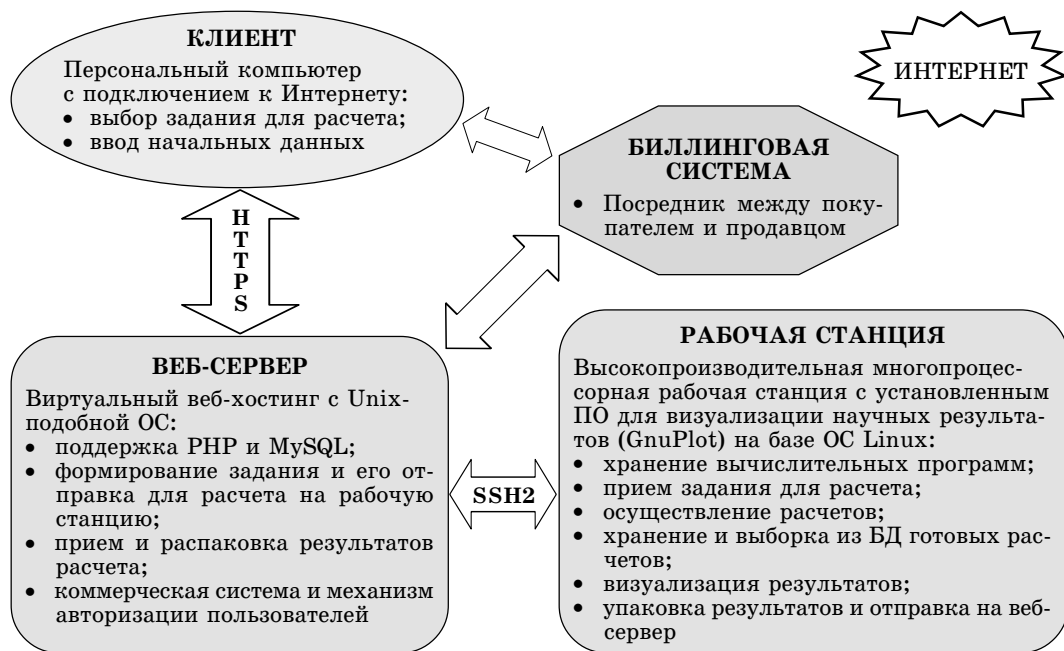 КЛИЕНТ
Персональный компьютер
с подключением к Интернету:
• выбор задания для расчета;
• ввод начальных данных
ИНТЕРНЕТ
БИЛЛИНГОВАЯ
СИСТЕМА
• Посредник между поку-
пателем и продавцом
H
T
T
P
S
ВЕБ-СЕРВЕР
Виртуальный веб-хостинг с Unix-
подобной ОС:
• поддержка PHP и MySQL;
• формирование задания и его от-
правка для расчета на рабочую
станцию;
• прием и распаковка результатов
расчета;
• коммерческая система и механизм
авторизации пользователей
SSH2
РАБОЧАЯ СТАНЦИЯ
Высокопроизводительная многопроцес-
сорная рабочая станция с установленным
ПО для визуализации научных результа-
тов (GnuPlot) на базе ОС Linux:
• хранение вычислительных программ;
• прием задания для расчета;
• осуществление расчетов;
• хранение и выборка из БД готовых рас-
четов;
• визуализация результатов;
• упаковка результатов и отправка на веб-
сервер